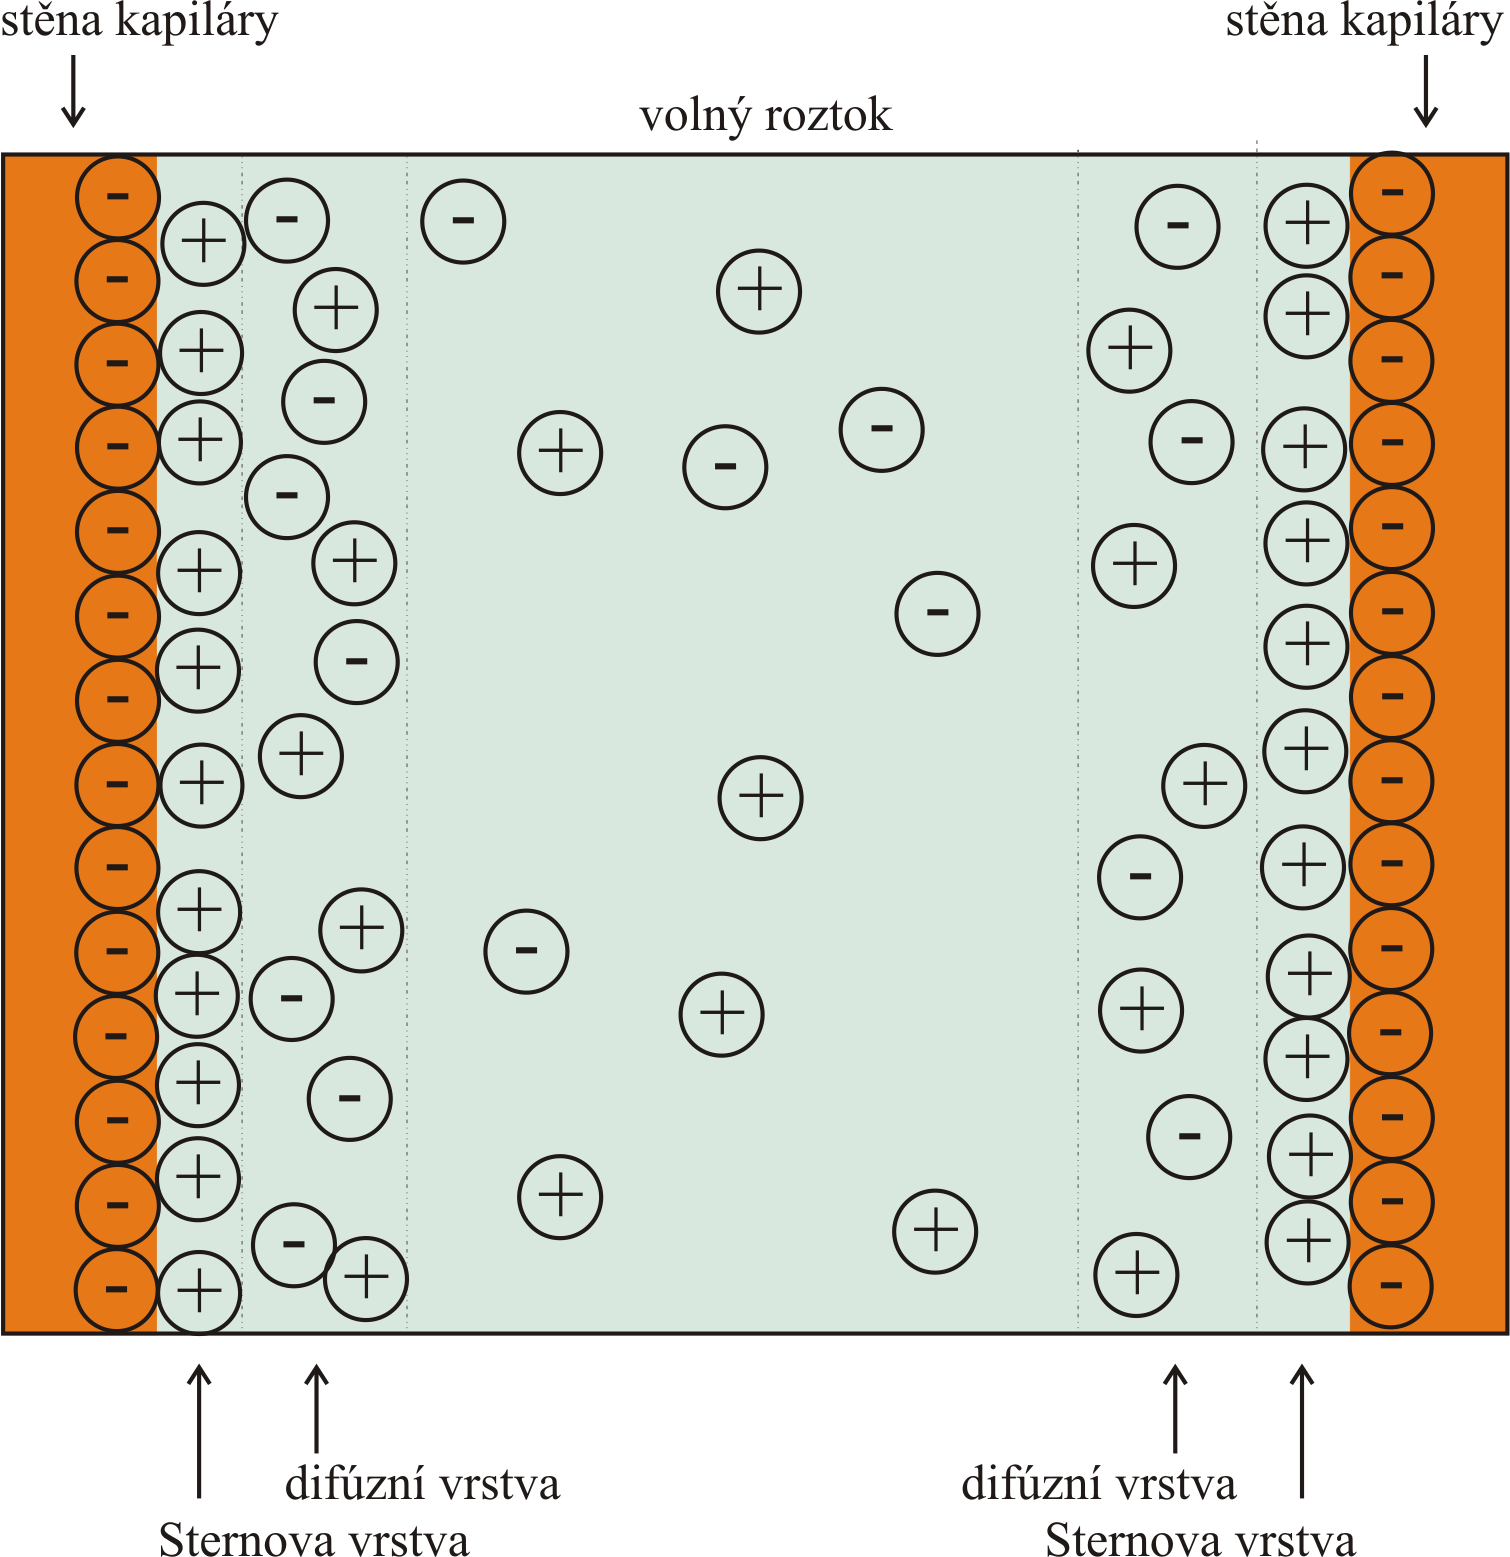 stěna kapiláry
stěna kapiláry
volný roztok
difúzní vrstva
difúzní vrstva
Sternova vrstva
Sternova vrstva